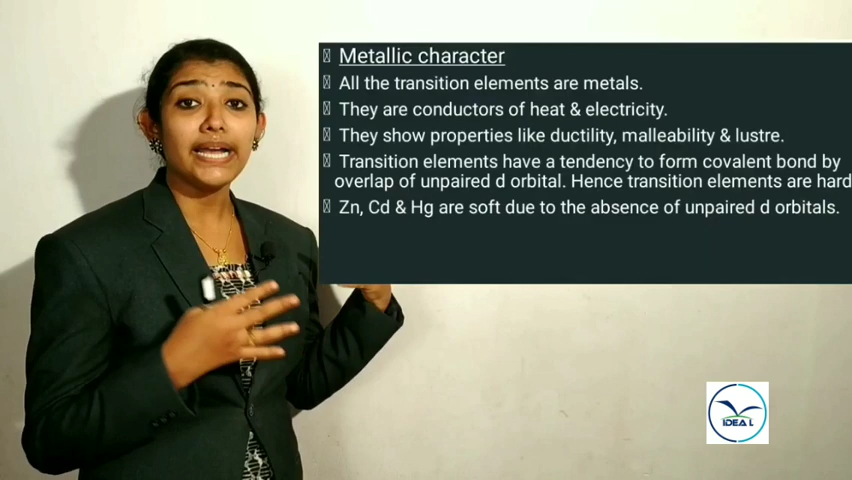 Metallic character
All the transition elements are metals.
They are conductors of heat & electricity.
They show properties like ductility, malleability & lustre.
Transition elements have a tendency to form covalent bond by
overlap of unpaired d orbital. Hence transition elements are hard
Zn, Cd & Hg are soft due to the absence of unpaired d orbitals.
IDEAL